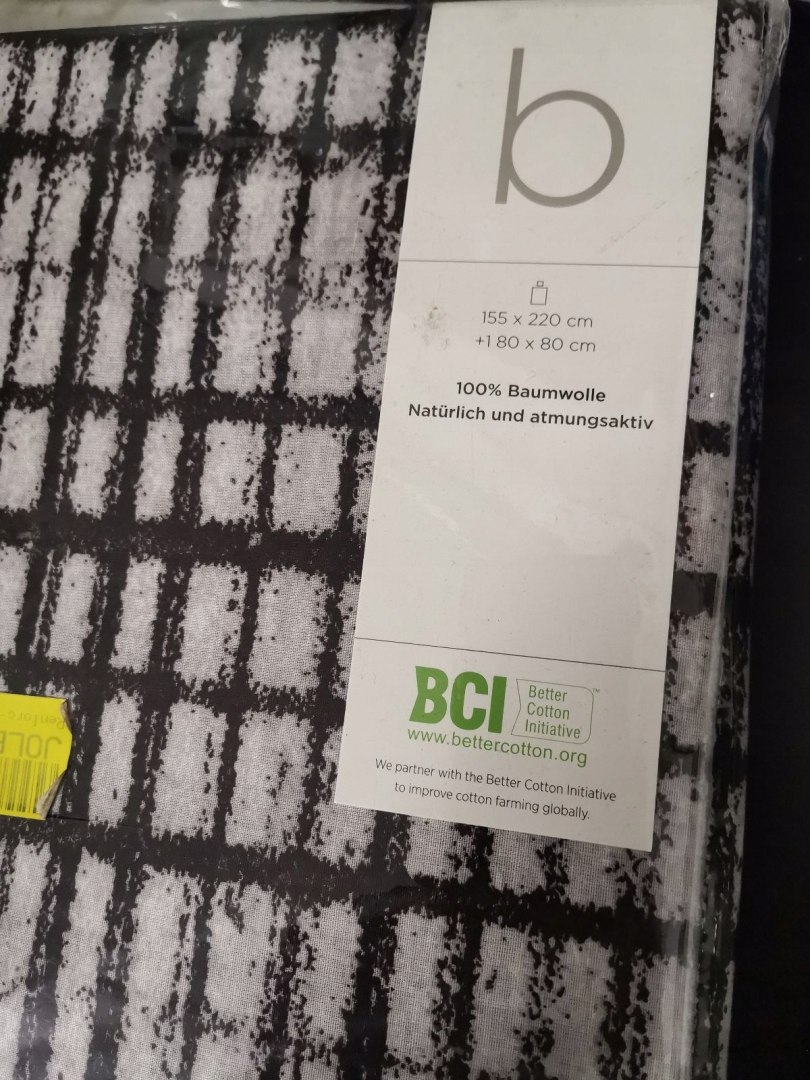 b
155 x 220 cm
+1 80 x 80 cm
100% Baumwolle
Natürlich und atmungsaktiv
BCI
Better
Cotton
Initiative™
www.bettercotton.org
We partner with the Better Cotton Initiative
to improve cotton farming globally.